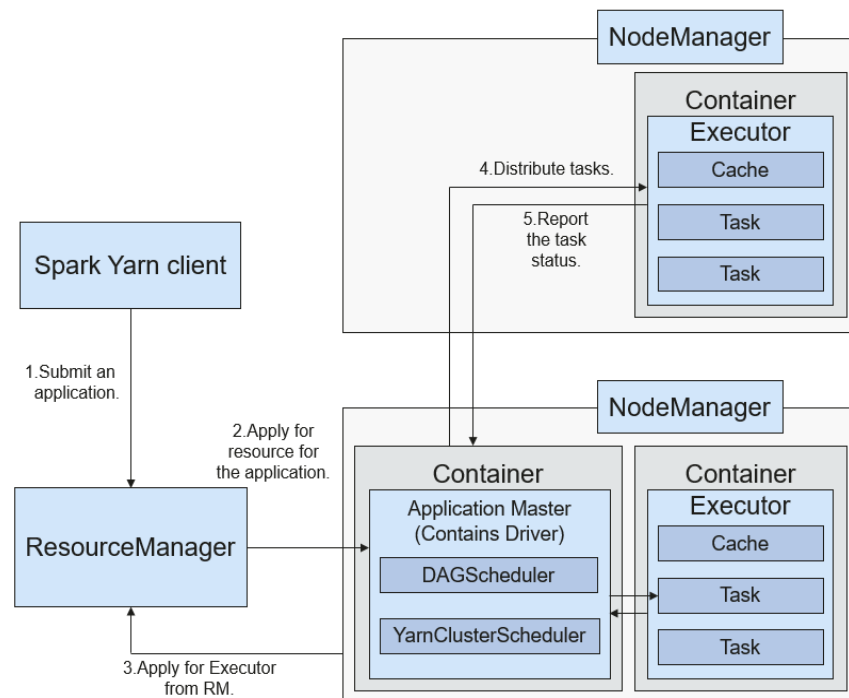 NodeManager
Container
Executor
Cache
Task
Task
4.Distribute tasks.
5.Report
the task
status.
Spark Yarn client
1.Submit an
application.
2.Apply for
resource for
the application.
ResourceManager
3.Apply for Executor
from RM.
NodeManager
Container
Application Master
(Contains Driver)
DAGScheduler
YarnClusterScheduler
Container
Executor
Cache
Task
Task